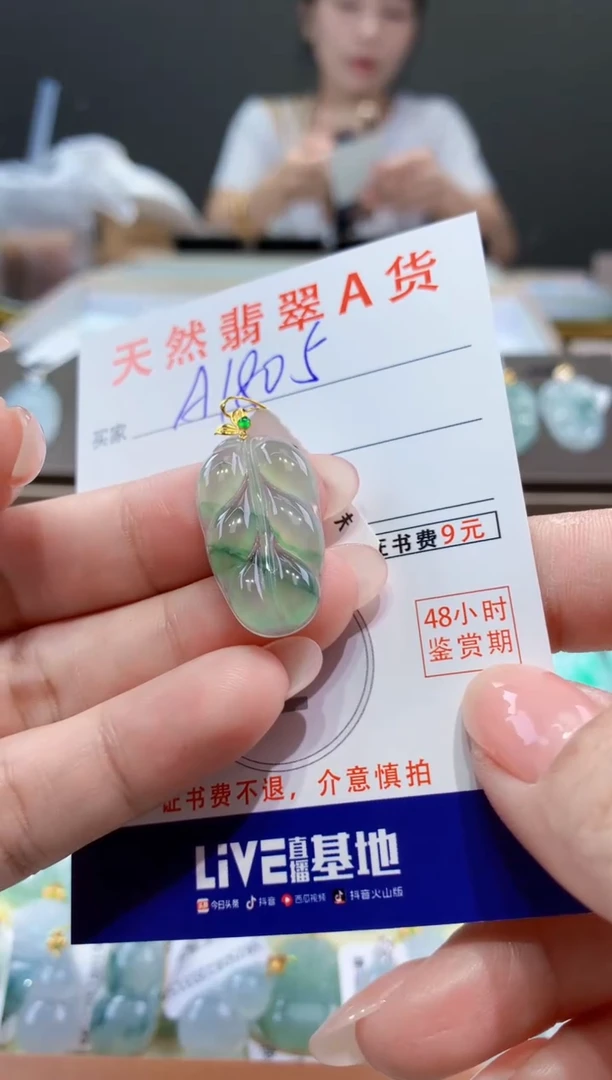 天然翡翠A货
买家 A1805
证书费9元
48小时
鉴赏期
证书费不退，介意慎拍
LiVE直播基地
今日头条 抖音 西瓜视频 抖音火山版